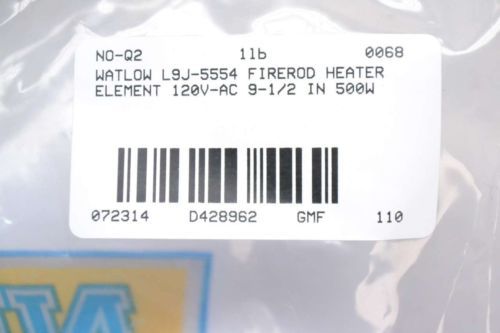 NO-Q2 1lb 0068
WATLOW L9J-5554 FIREROD HEATER
ELEMENT 120V-AC 9-1/2 IN 500W
072314 D428962 GMF 110